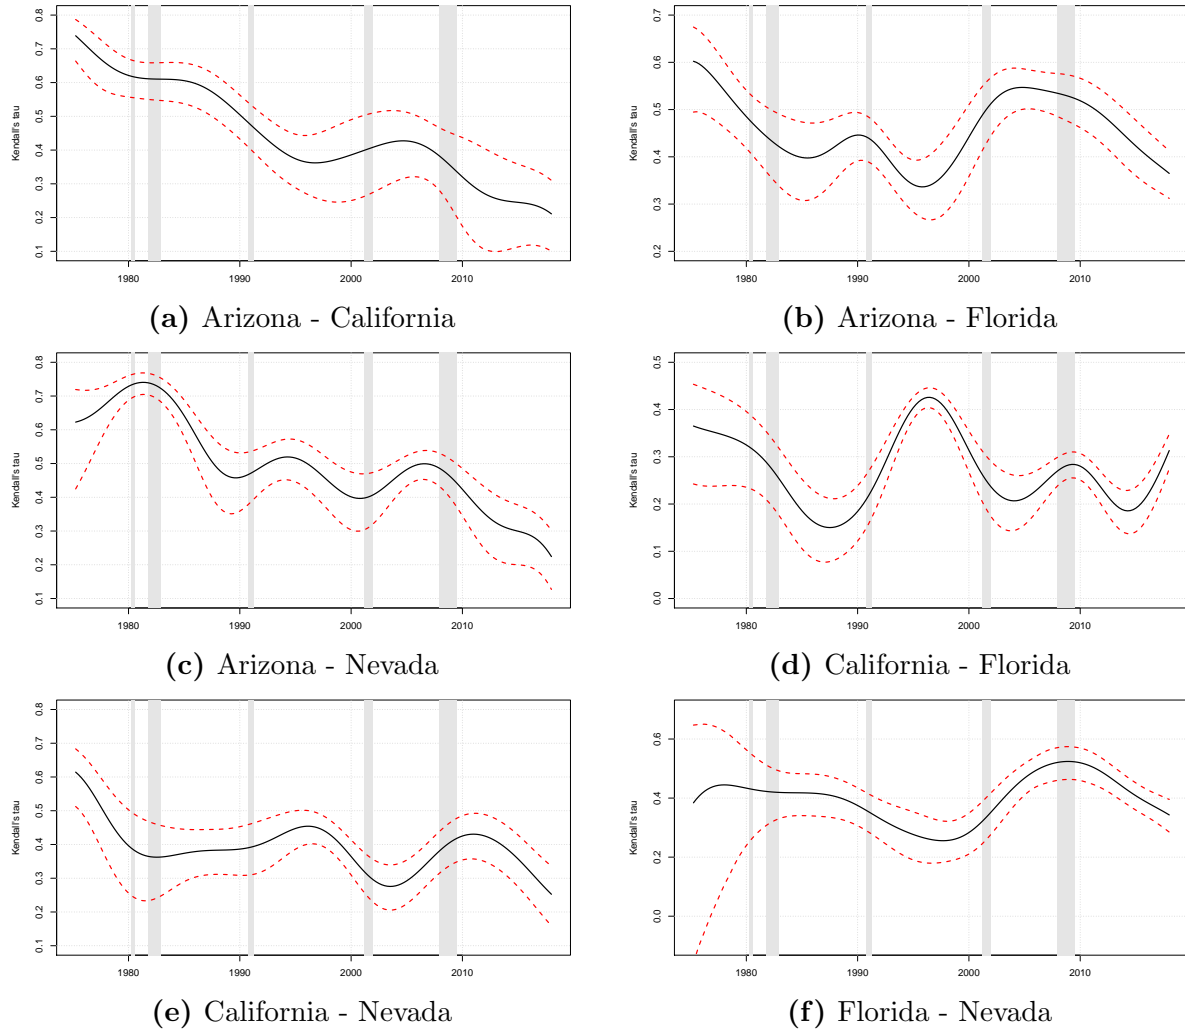 Kendall's tau
0.1 0.2 0.3 0.4 0.5 0.6 0.7 0.8
1980 1990 2000 2010
(a) Arizona - California
Kendall's tau
0.2 0.3 0.4 0.5 0.6 0.7
1980 1990 2000 2010
(b) Arizona - Florida
Kendall's tau
0.1 0.2 0.3 0.4 0.5 0.6 0.7 0.8
1980 1990 2000 2010
(c) Arizona - Nevada
Kendall's tau
0.0 0.1 0.2 0.3 0.4 0.5
1980 1990 2000 2010
(d) California - Florida
Kendall's tau
0.1 0.2 0.3 0.4 0.5 0.6 0.7 0.8
1980 1990 2000 2010
(e) California - Nevada
Kendall's tau
0.0 0.2 0.4 0.6
1980 1990 2000 2010
(f) Florida - Nevada